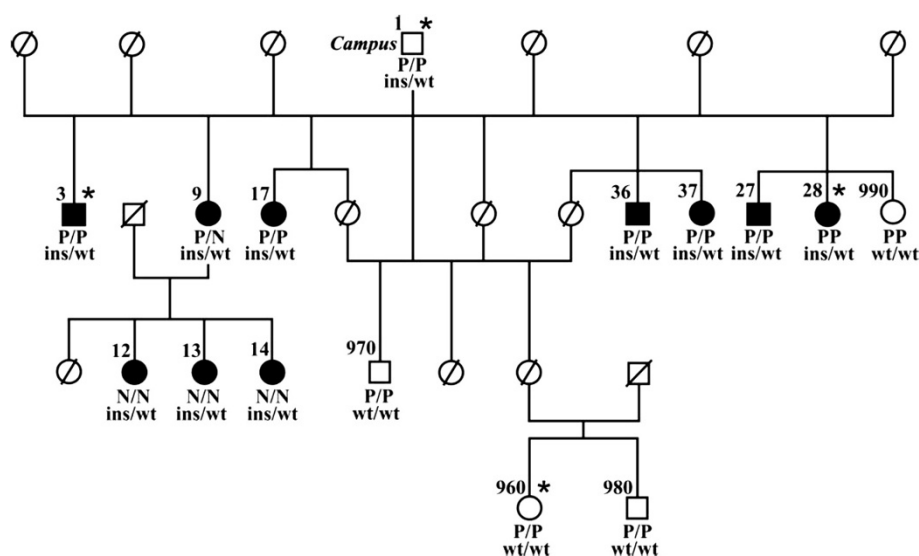 1 *
Campus
P/P
ins/wt
3 *
P/P
ins/wt
9
P/N
ins/wt
17
P/P
ins/wt
36
P/P
ins/wt
37
P/P
ins/wt
27
P/P
ins/wt
28 *
PP
ins/wt
990
PP
wt/wt
12
N/N
ins/wt
13
N/N
ins/wt
14
N/N
ins/wt
970
P/P
wt/wt
960 *
P/P
wt/wt
980
P/P
wt/wt